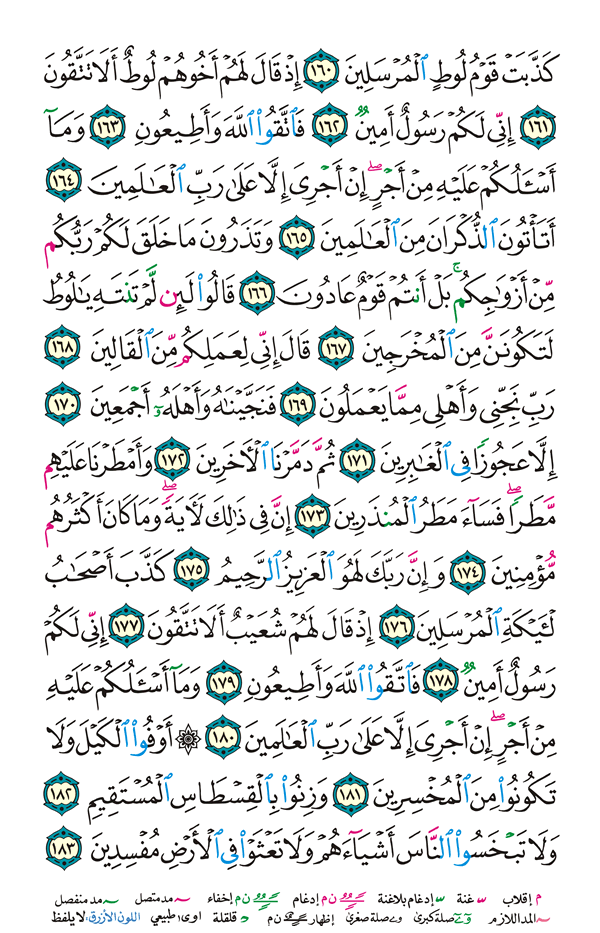 كَذَّبَتْ قَوْمُ لُوطٍ ٱلْمُرْسَلِينَ ١٦٠ إِذْ قَالَ لَهُمْ أَخُوهُمْ لُوطٌ أَلَا تَتَّقُونَ
١٦١ إِنِّى لَكُمْ رَسُولٌ أَمِينٌ ١٦٢ فَٱتَّقُوا۟ ٱللَّهَ وَأَطِيعُونِ ١٦٣ وَمَآ
أَسْـَٔلُكُمْ عَلَيْهِ مِنْ أَجْرٍ ۖ إِنْ أَجْرِىَ إِلَّا عَلَىٰ رَبِّ ٱلْعَـٰلَمِينَ ١٦٤
أَتَأْتُونَ ٱلذُّكْرَانَ مِنَ ٱلْعَـٰلَمِينَ ١٦٥ وَتَذَرُونَ مَا خَلَقَ لَكُمْ رَبُّكُم
مِّنْ أَزْوَٰجِكُم ۚ بَلْ أَنتُمْ قَوْمٌ عَادُونَ ١٦٦ قَالُوا۟ لَئِن لَّمْ تَنتَهِ يَـٰلُوطُ
لَتَكُونَنَّ مِنَ ٱلْمُخْرَجِينَ ١٦٧ قَالَ إِنِّى لِعَمَلِكُم مِّنَ ٱلْقَالِينَ ١٦٨
رَبِّ نَجِّنِى وَأَهْلِى مِمَّا يَعْمَلُونَ ١٦٩ فَنَجَّيْنَـٰهُ وَأَهْلَهُۥٓ أَجْمَعِينَ ١٧٠
إِلَّا عَجُوزًا فِى ٱلْغَـٰبِرِينَ ١٧١ ثُمَّ دَمَّرْنَا ٱلْـَٔاخَرِينَ ١٧٢ وَأَمْطَرْنَا عَلَيْهِم
مَّطَرًا ۖ فَسَآءَ مَطَرُ ٱلْمُنذَرِينَ ١٧٣ إِنَّ فِى ذَٰلِكَ لَـَٔايَةً ۖ وَمَا كَانَ أَكْثَرُهُم
مُّؤْمِنِينَ ١٧٤ وَإِنَّ رَبَّكَ لَهُوَ ٱلْعَزِيزُ ٱلرَّحِيمُ ١٧٥ كَذَّبَ أَصْحَـٰبُ
لْـَٔيْكَةِ ٱلْمُرْسَلِينَ ١٧٦ إِذْ قَالَ لَهُمْ شُعَيْبٌ أَلَا تَتَّقُونَ ١٧٧ إِنِّى لَكُمْ
رَسُولٌ أَمِينٌ ١٧٨ فَٱتَّقُوا۟ ٱللَّهَ وَأَطِيعُونِ ١٧٩ وَمَآ أَسْـَٔلُكُمْ عَلَيْهِ
مِنْ أَجْرٍ ۖ إِنْ أَجْرِىَ إِلَّا عَلَىٰ رَبِّ ٱلْعَـٰلَمِينَ ١٨٠ ۞ أَوْفُوا۟ ٱلْكَيْلَ وَلَا
تَكُونُوا۟ مِنَ ٱلْمُخْسِرِينَ ١٨١ وَزِنُوا۟ بِٱلْقِسْطَاسِ ٱلْمُسْتَقِيمِ ١٨٢
وَلَا تَبْخَسُوا۟ ٱلنَّاسَ أَشْيَآءَهُمْ وَلَا تَعْثَوْا۟ فِى ٱلْأَرْضِ مُفْسِدِينَ ١٨٣
م إقلاب غنة إدغام بلاغنة ن م إدغام ن م إخفاء مد متصل مد منفصل
المد اللازم صلة كبرى صلة صغرى إظهار ن م قلقلة اوى: طبيعي اللون الأزرق: لا يلفظ